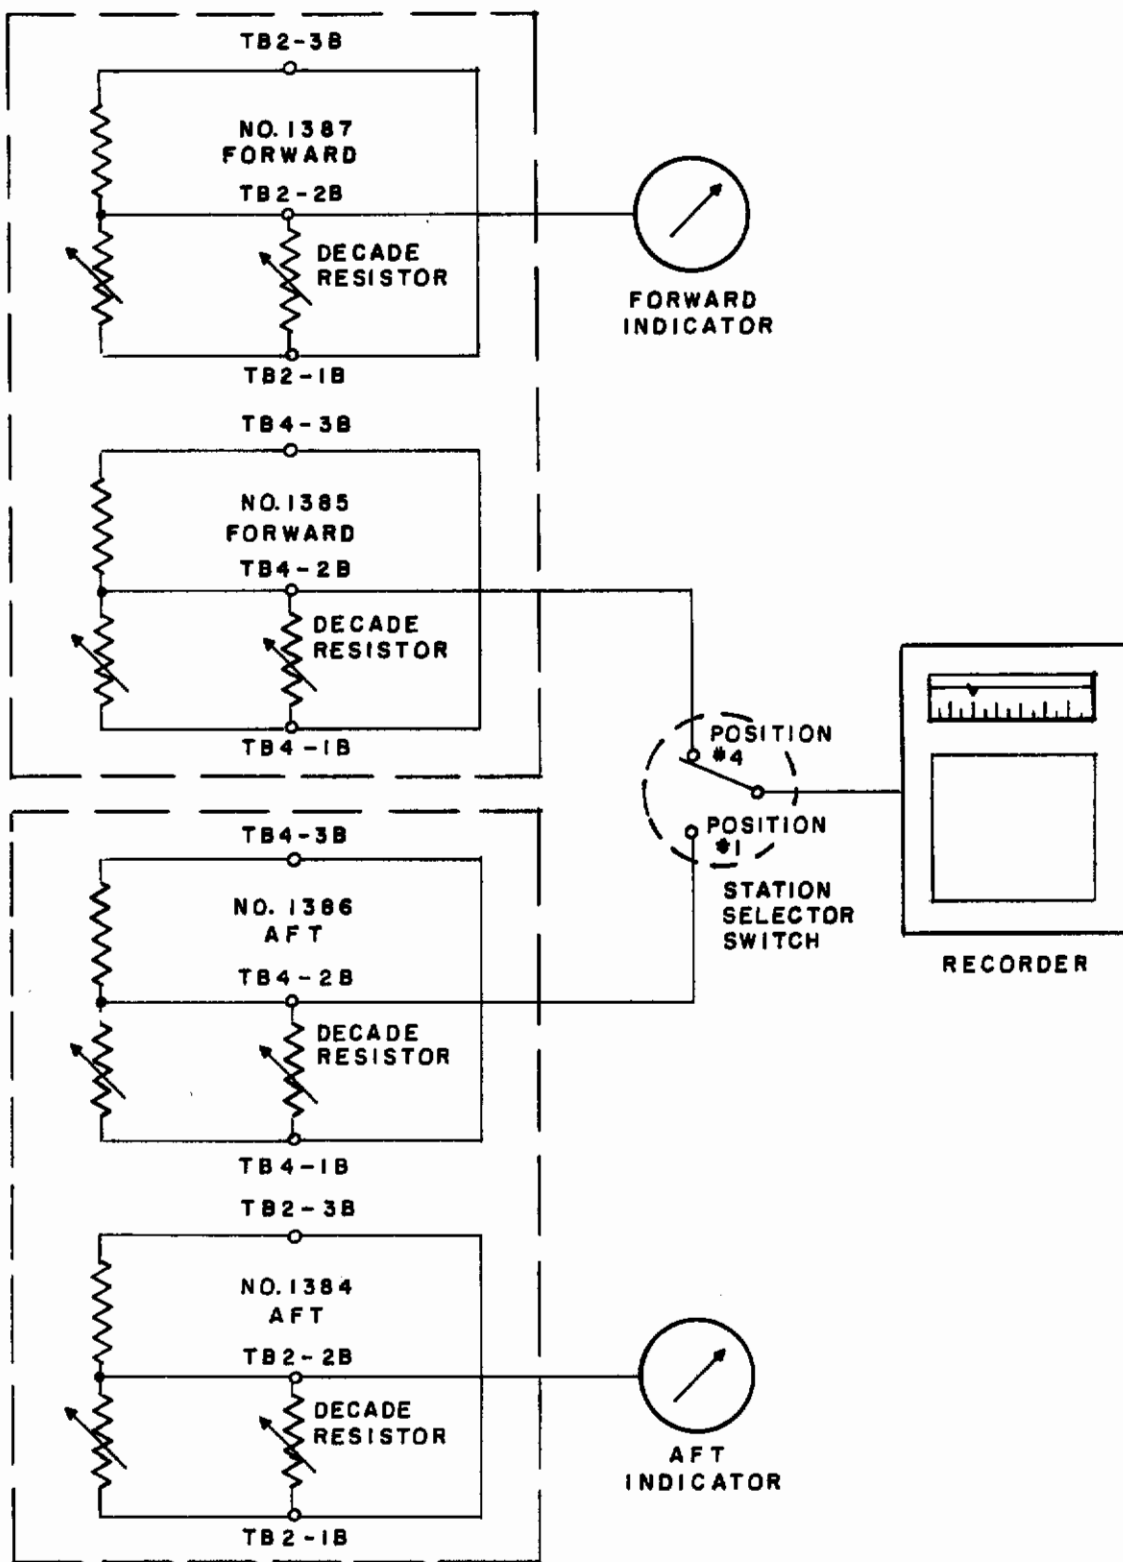 TB2-3B
NO. 1387
FORWARD
TB2-2B
DECADE
RESISTOR
TB2-1B
FORWARD
INDICATOR
TB4-3B
NO. 1385
FORWARD
TB4-2B
DECADE
RESISTOR
TB4-1B
POSITION
#4
POSITION
#1
STATION
SELECTOR
SWITCH
RECORDER
TB4-3B
NO. 1386
AFT
TB4-2B
DECADE
RESISTOR
TB4-1B
TB2-3B
NO. 1384
AFT
TB2-2B
DECADE
RESISTOR
TB2-1B
AFT
INDICATOR